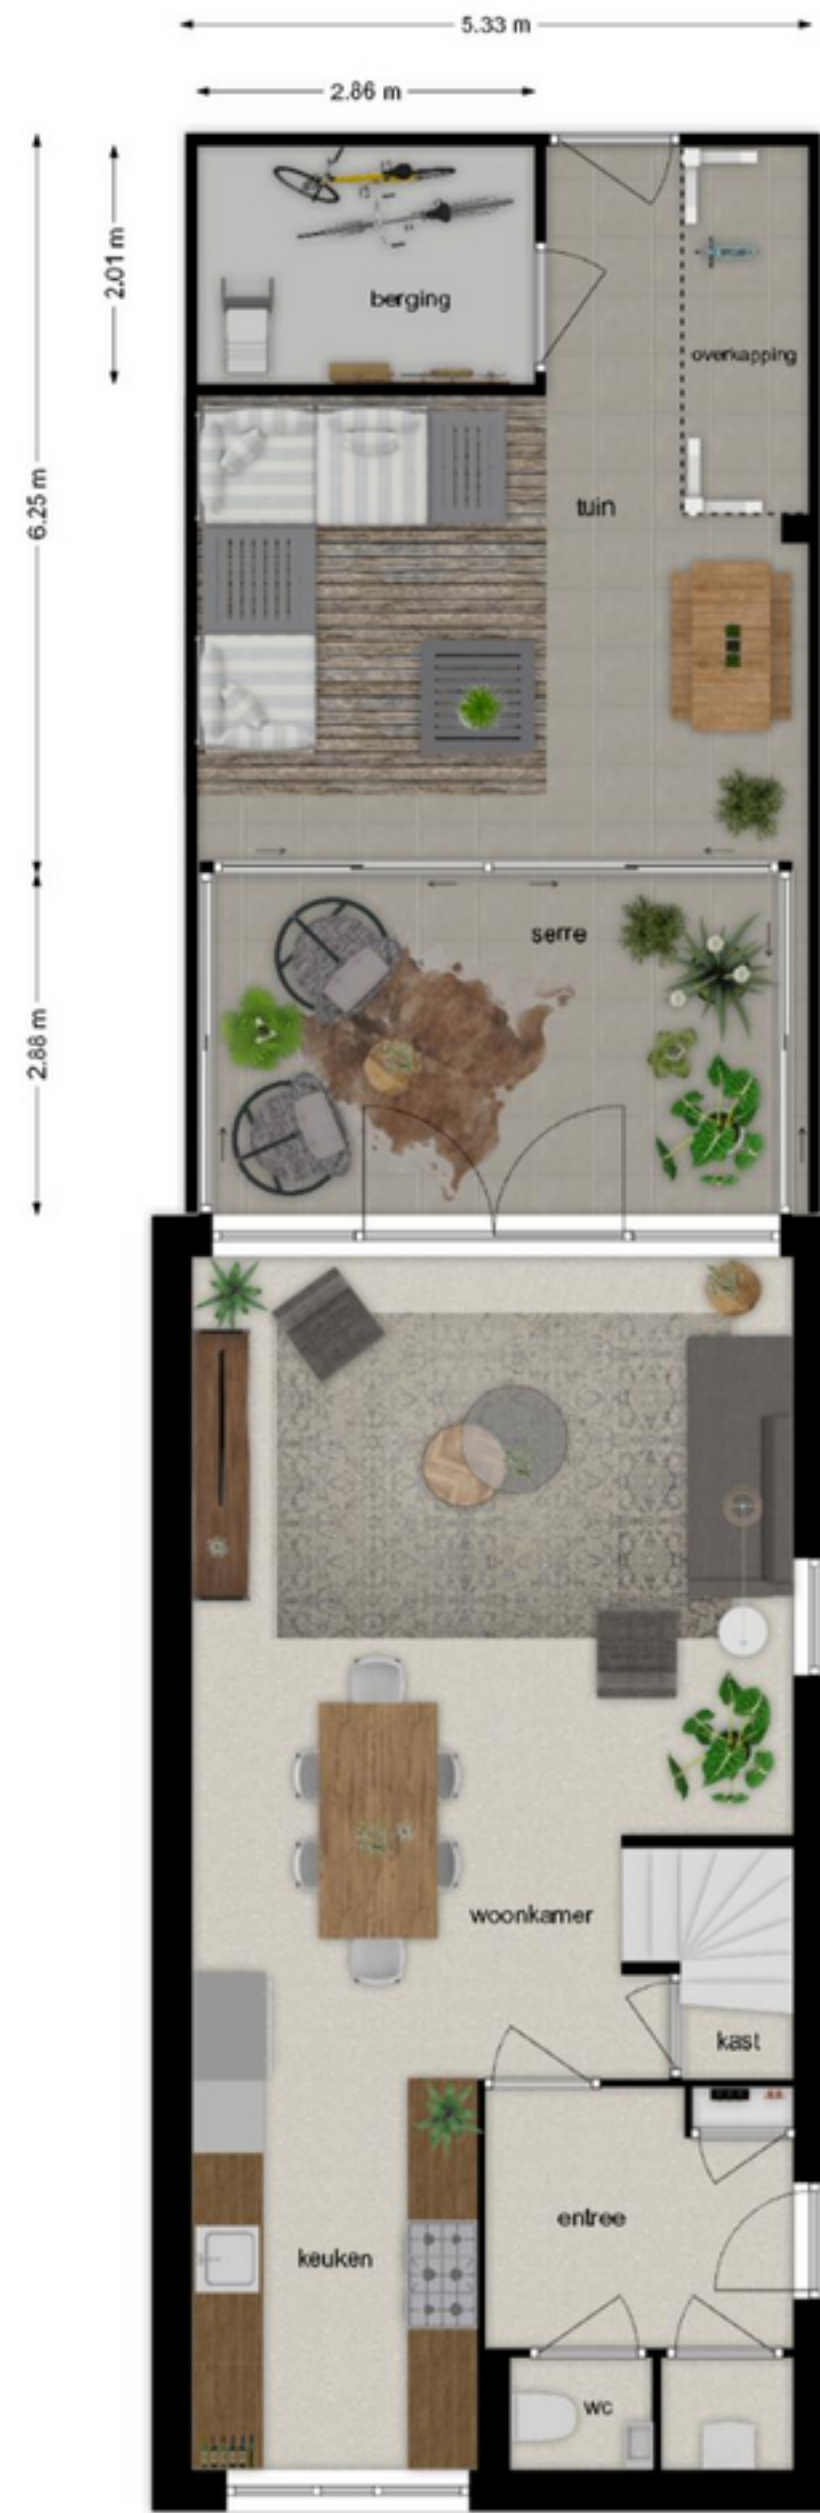 5.33 m
2.86 m
2.01 m
berging
overkapping
6.25 m
tuin
serre
2.88 m
woonkamer
kast
entree
keuken
wc